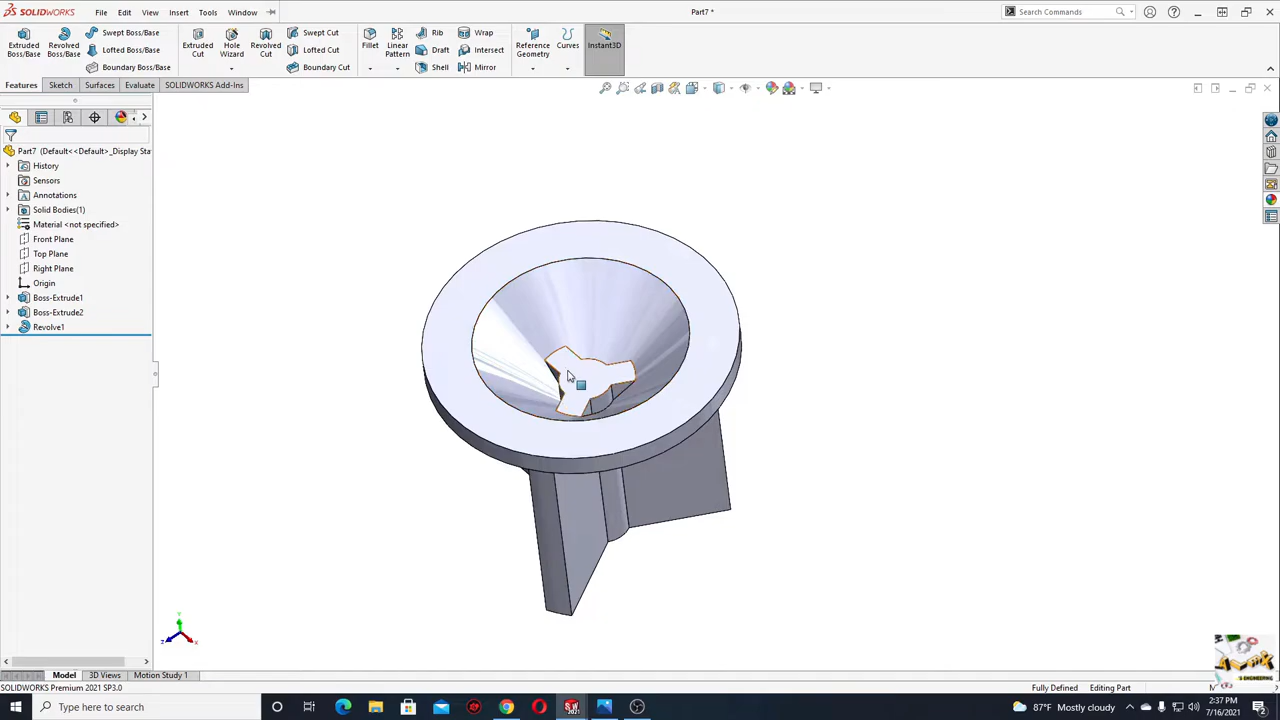 SOLIDWORKS File Edit View Insert Tools Window Part7 * Search Commands
Extruded Boss/Base Revolved Boss/Base Swept Boss/Base Lofted Boss/Base Boundary Boss/Base Extruded Cut Hole Wizard Revolved Cut Swept Cut Lofted Cut Boundary Cut Fillet Linear Pattern Rib Draft Shell Wrap Intersect Mirror Reference Geometry Curves Instant3D
Features Sketch Evaluate Surfaces SOLIDWORKS Add-Ins
Part7 (Default<<Default>_Display Sta
History
Sensors
Annotations
Solid Bodies(1)
Material <not specified>
Front Plane
Top Plane
Right Plane
Origin
Boss-Extrude1
Boss-Extrude2
Revolve1
Y
Z X
Model 3D Views Motion Study 1
SOLIDWORKS Premium 2021 SP3.0 Fully Defined Editing Part
Type here to search 87°F Mostly cloudy 2:37 PM
7/16/2021